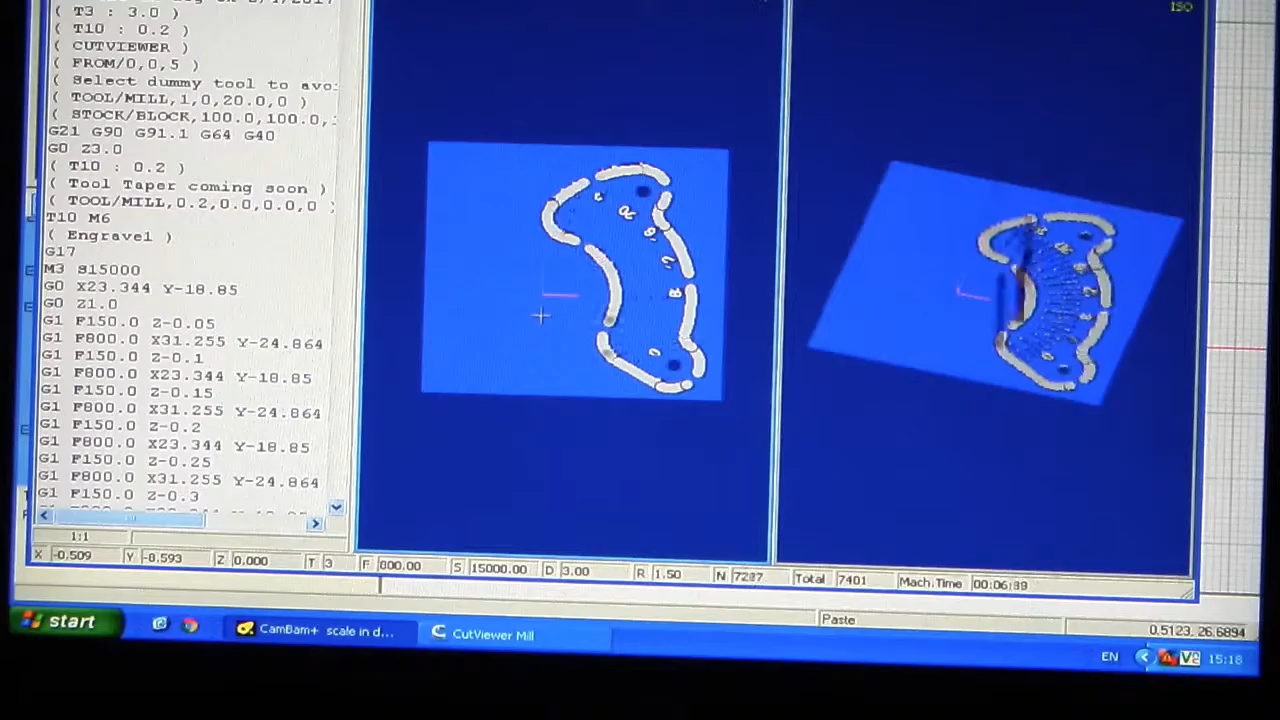 ( T3 : 3.0 )
( T10 : 0.2 )
( CUTVIEWER )
( FROM/0,0,5 )
( Select dummy tool to avo
( TOOL/MILL,1,0,20.0,0 )
( STOCK/BLOCK,100.0,100.0,
G21 G90 G91.1 G64 G40
G0 Z3.0
( T10 : 0.2 )
( Tool Taper coming soon )
( TOOL/MILL,0.2,0.0,0.0,0 )
T10 M6
( Engrave1 )
G17
M3 S15000
G0 X23.344 Y-18.85
G0 Z1.0
G1 F150.0 Z-0.05
G1 F800.0 X31.255 Y-24.864
G1 F150.0 Z-0.1
G1 F800.0 X23.344 Y-18.85
G1 F150.0 Z-0.15
G1 F800.0 X31.255 Y-24.864
G1 F150.0 Z-0.2
G1 F800.0 X23.344 Y-18.85
G1 F150.0 Z-0.25
G1 F800.0 X31.255 Y-24.864
G1 F150.0 Z-0.3
ISO
1:1
X -0.509 Y -8.593 Z 0.000 T 3 F 800.00 S 15000.00 D 3.00 R 1.50 N 7287 Total 7401 Mach.Time
Paste
0.5123, 26.6894
start
CamBam+ scale in d...
CutViewer Mill
EN
15:18